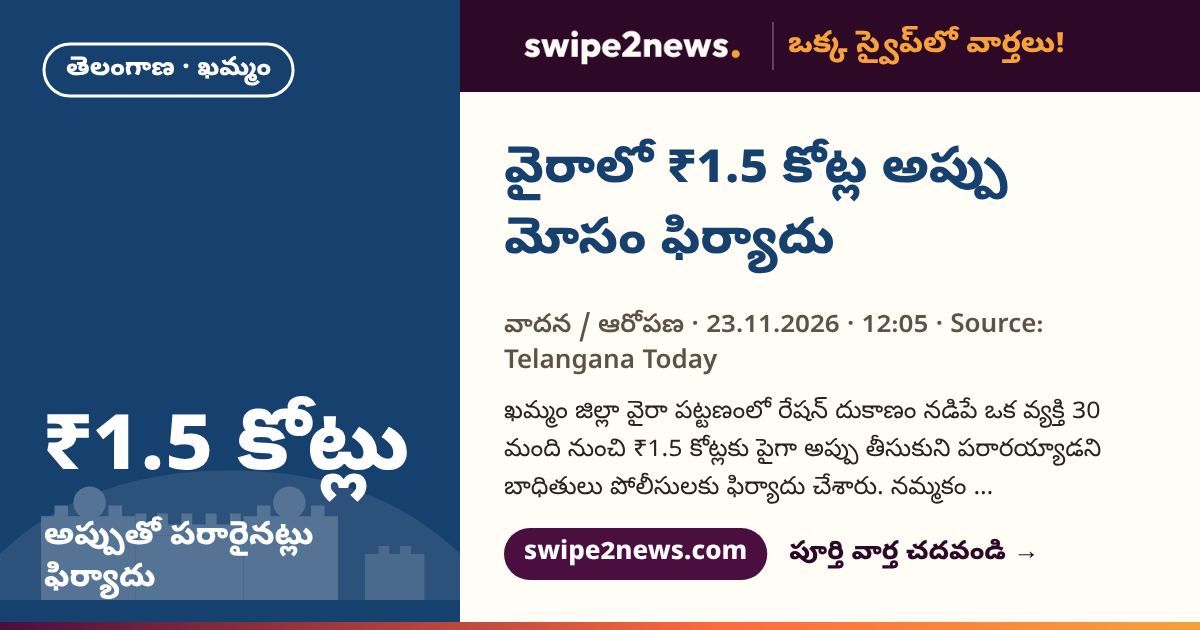 తెలంగాణ · ఖమ్మం
₹1.5 కోట్లు
అప్పుతో పరారైనట్లు
ఫిర్యాదు
swipe2news.
ఒక్క స్వైప్‌లో వార్తలు!
వైరాలో ₹1.5 కోట్ల అప్పు
మోసం ఫిర్యాదు
వాదన / ఆరోపణ · 23.11.2026 · 12:05 · Source:
Telangana Today
ఖమ్మం జిల్లా వైరా పట్టణంలో రేషన్ దుకాణం నడిపే ఒక వ్యక్తి 30
మంది నుంచి ₹1.5 కోట్లకు పైగా అప్పు తీసుకుని పరారయ్యాడని
బాధితులు పోలీసులకు ఫిర్యాదు చేశారు. నమ్మకం ...
swipe2news.com
పూర్తి వార్త చదవండి →